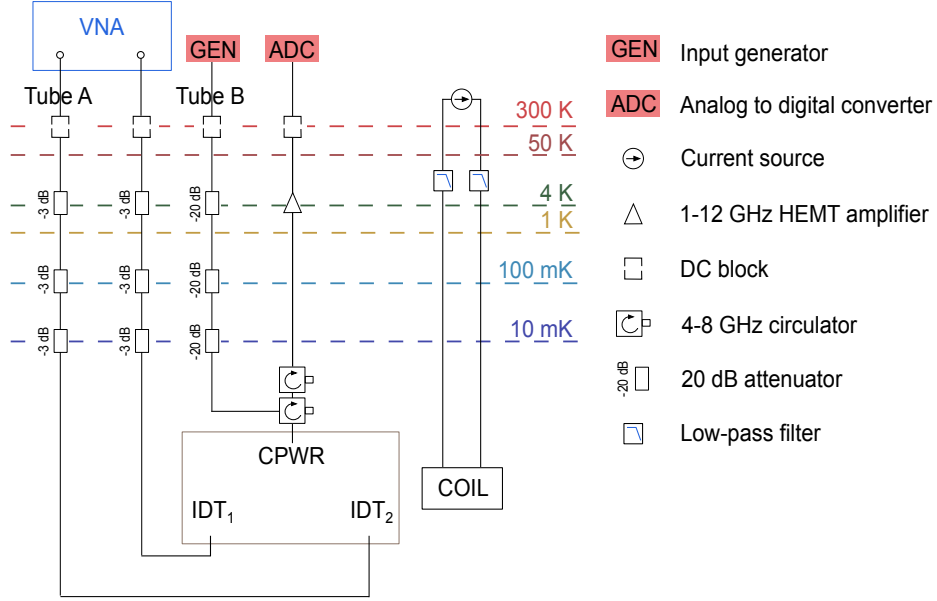 VNA
GEN ADC
Tube A Tube B
300 K
50 K
-3 dB -3 dB -20 dB
4 K
1 K
-3 dB -3 dB -20 dB
100 mK
-3 dB -3 dB -20 dB
10 mK
CPWR
IDT1 IDT2
COIL
GEN Input generator
ADC Analog to digital converter
Current source
1-12 GHz HEMT amplifier
DC block
4-8 GHz circulator
-20 dB 20 dB attenuator
Low-pass filter